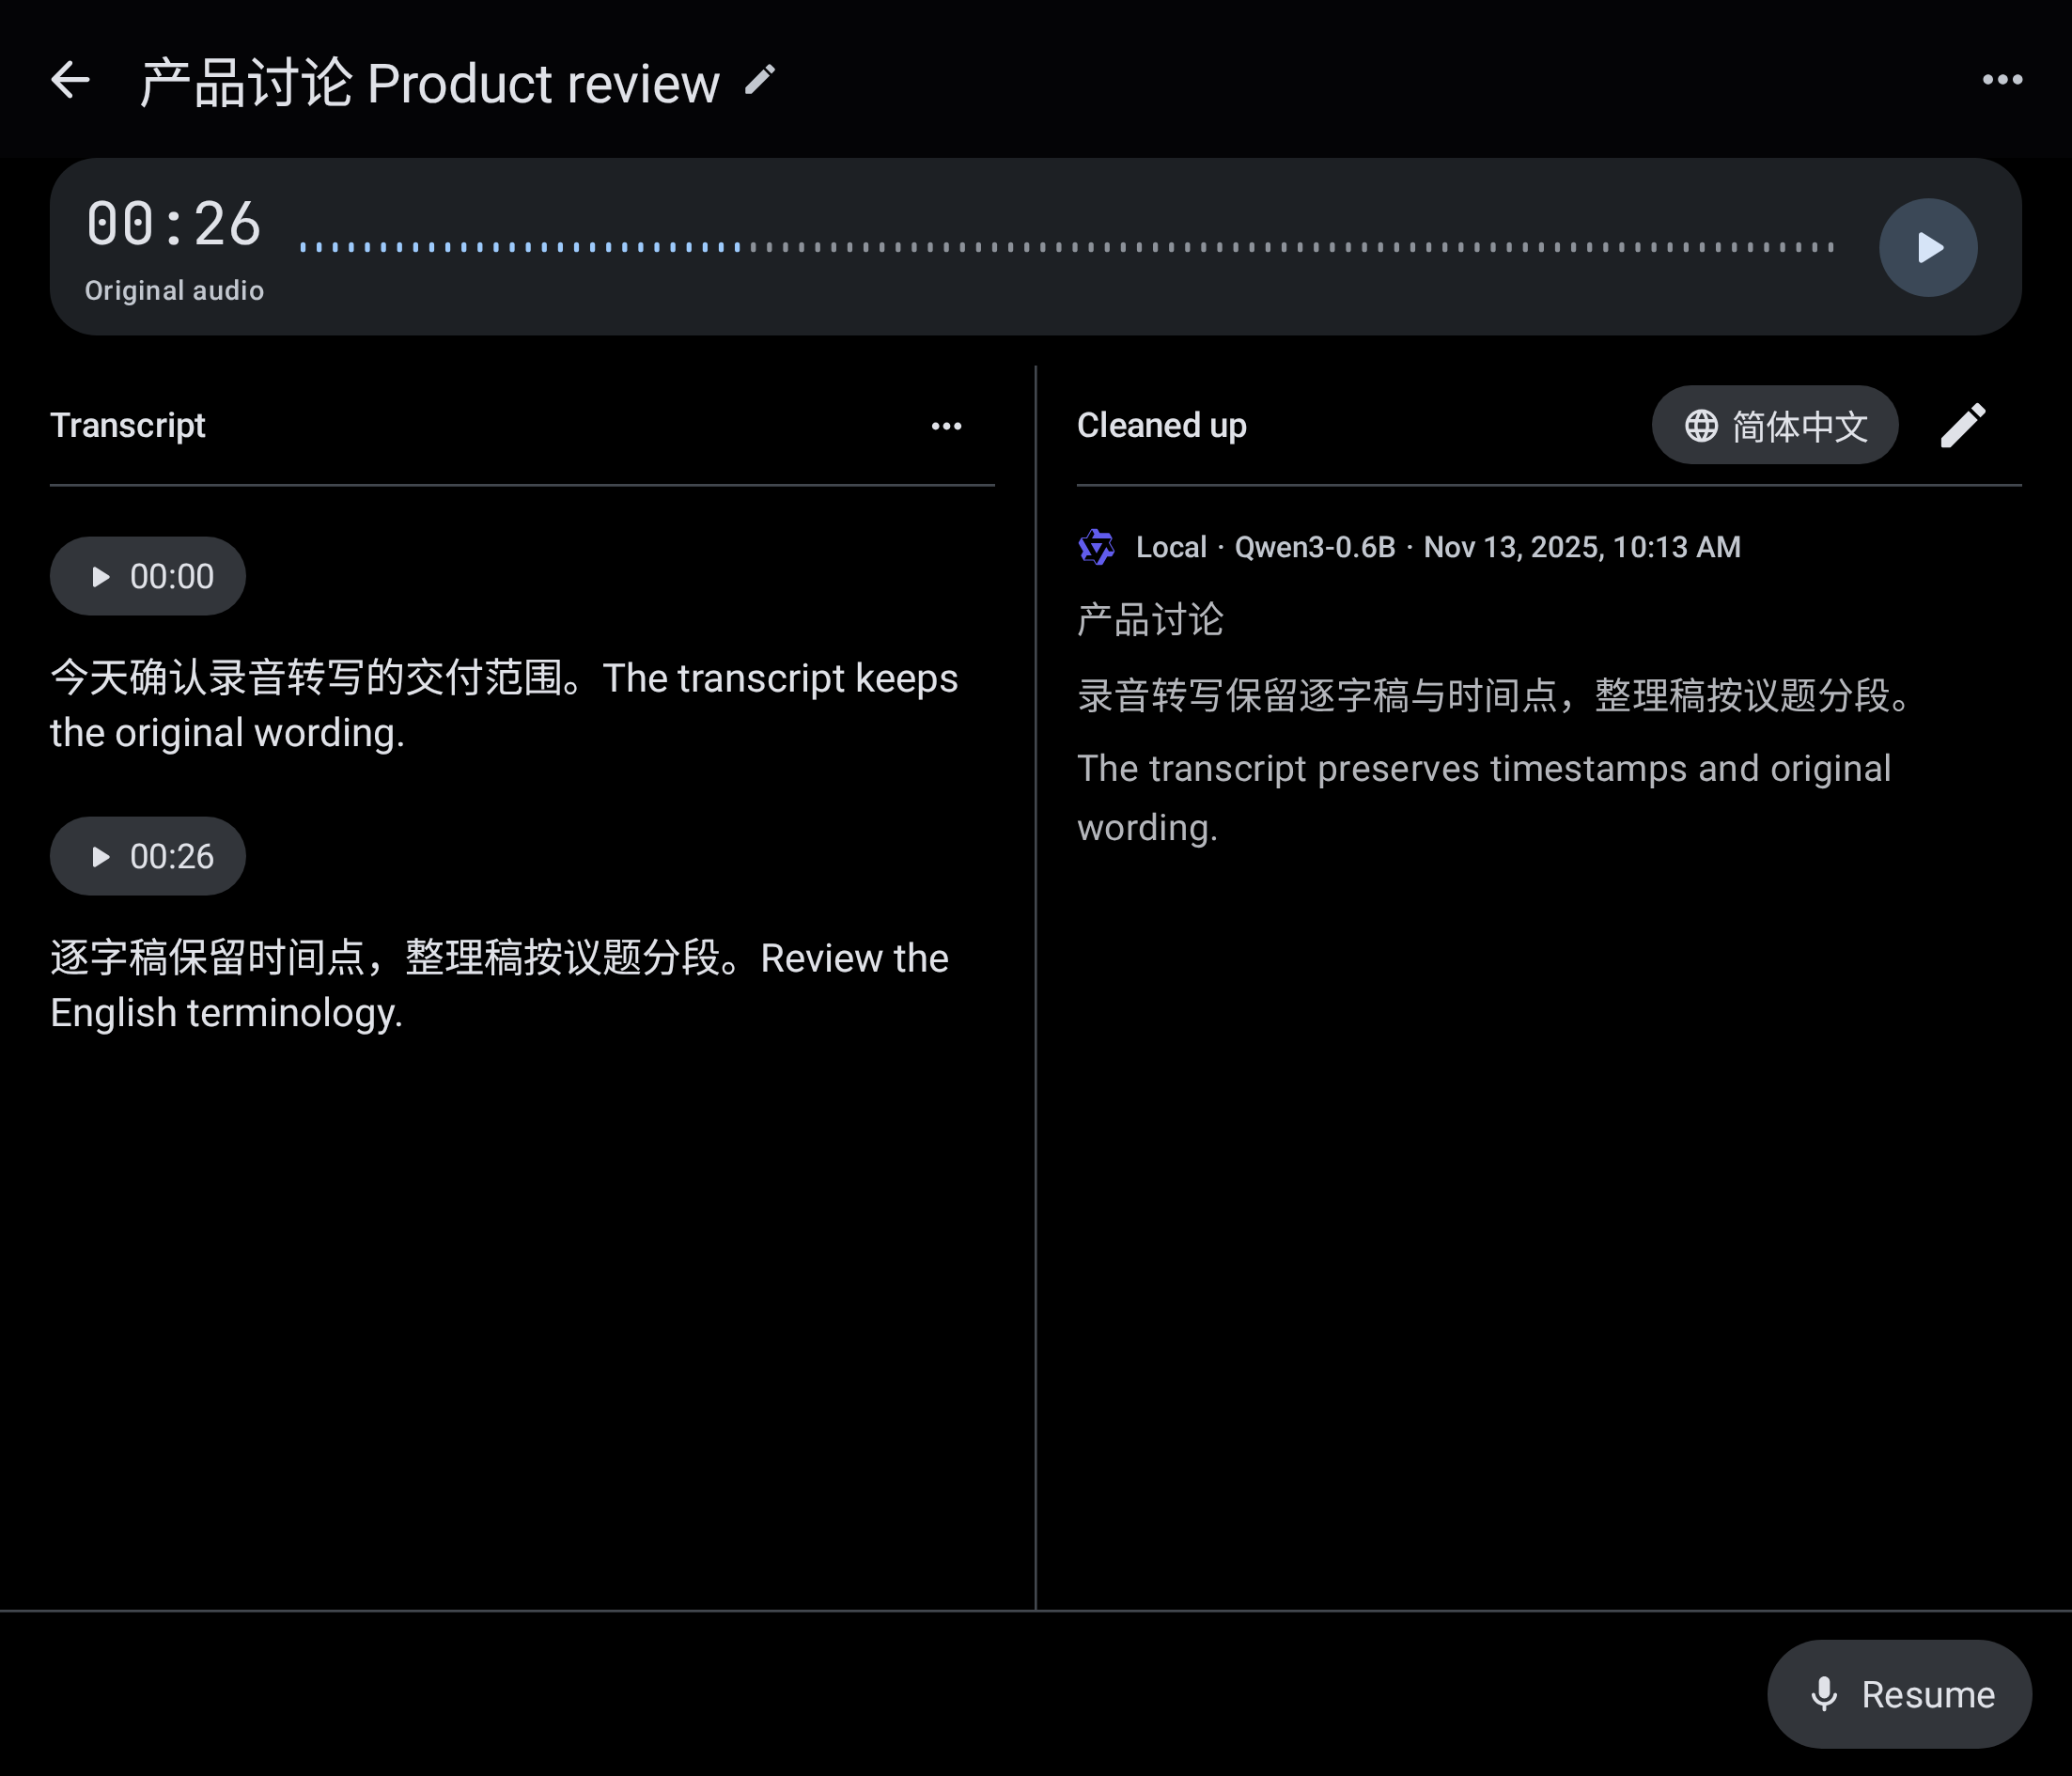 产品讨论 Product review
00:26
Original audio
Transcript
00:00
今天确认录音转写的交付范围。The transcript keeps
the original wording.
00:26
逐字稿保留时间点，整理稿按议题分段。Review the
English terminology.
Cleaned up
简体中文
Local · Qwen3-0.6B · Nov 13, 2025, 10:13 AM
产品讨论
录音转写保留逐字稿与时间点，整理稿按议题分段。
The transcript preserves timestamps and original
wording.
Resume